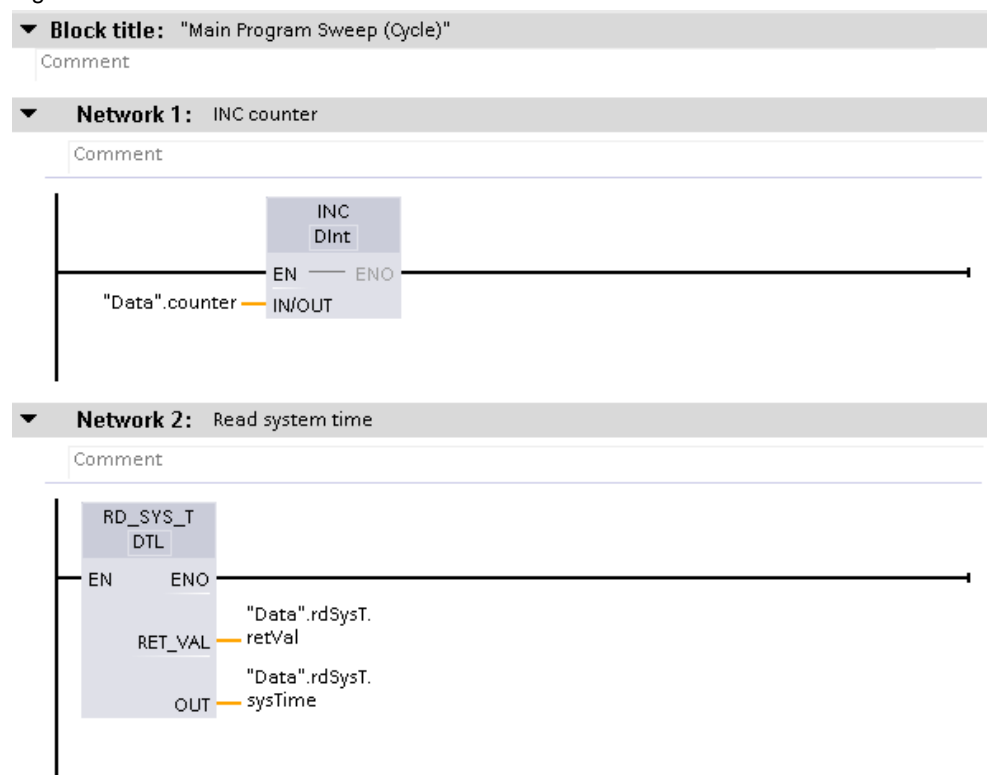 Block title: "Main Program Sweep (Cycle)"
Comment
Network 1: INC counter
Comment
INC
DInt
EN ENO
"Data".counter IN/OUT
Network 2: Read system time
Comment
RD_SYS_T
DTL
EN ENO
"Data".rdSysT.
RET_VAL retVal
"Data".rdSysT.
OUT sysTime